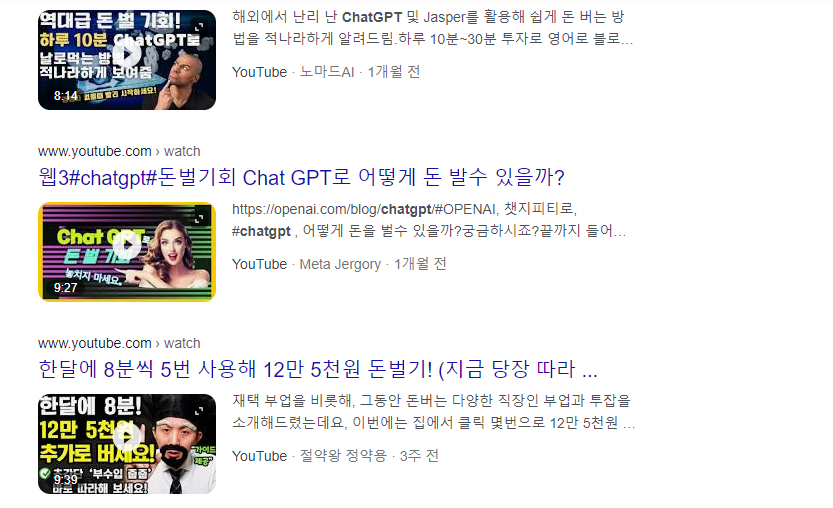 역대급 돈 벌 기회!
하루 10분 ChatGPT로
날로먹는 방법
적나라하게 보여줌
8:14
해외에서 난리 난 ChatGPT 및 Jasper를 활용해 쉽게 돈 버는 방
법을 적나라하게 알려드림.하루 10분~30분 투자로 영어로 블로...
YouTube · 노마드AI · 1개월 전
www.youtube.com › watch
웹3#chatgpt#돈벌기회 Chat GPT로 어떻게 돈 발수 있을까?
Chat GPT로
돈 벌 기회
놓치지 마세요.
9:27
https://openai.com/blog/chatgpt/#OPENAI, 챗지피티로,
#chatgpt , 어떻게 돈을 벌수 있을까?궁금하시죠?끝까지 들어...
YouTube · Meta Jergory · 1개월 전
www.youtube.com › watch
한달에 8분씩 5번 사용해 12만 5천원 돈벌기! (지금 당장 따라 ...
한달에 8분!
12만 5천원
추가로 버세요!
"가이드
제공"
'부수입 줄줄'
바로 따라해 보세요!
9:39
재택 부업을 비롯해, 그동안 돈버는 다양한 직장인 부업과 투잡을
소개해드렸는데요, 이번에는 집에서 클릭 몇번으로 12만 5천원 ...
YouTube · 절약왕 정약용 · 3주 전